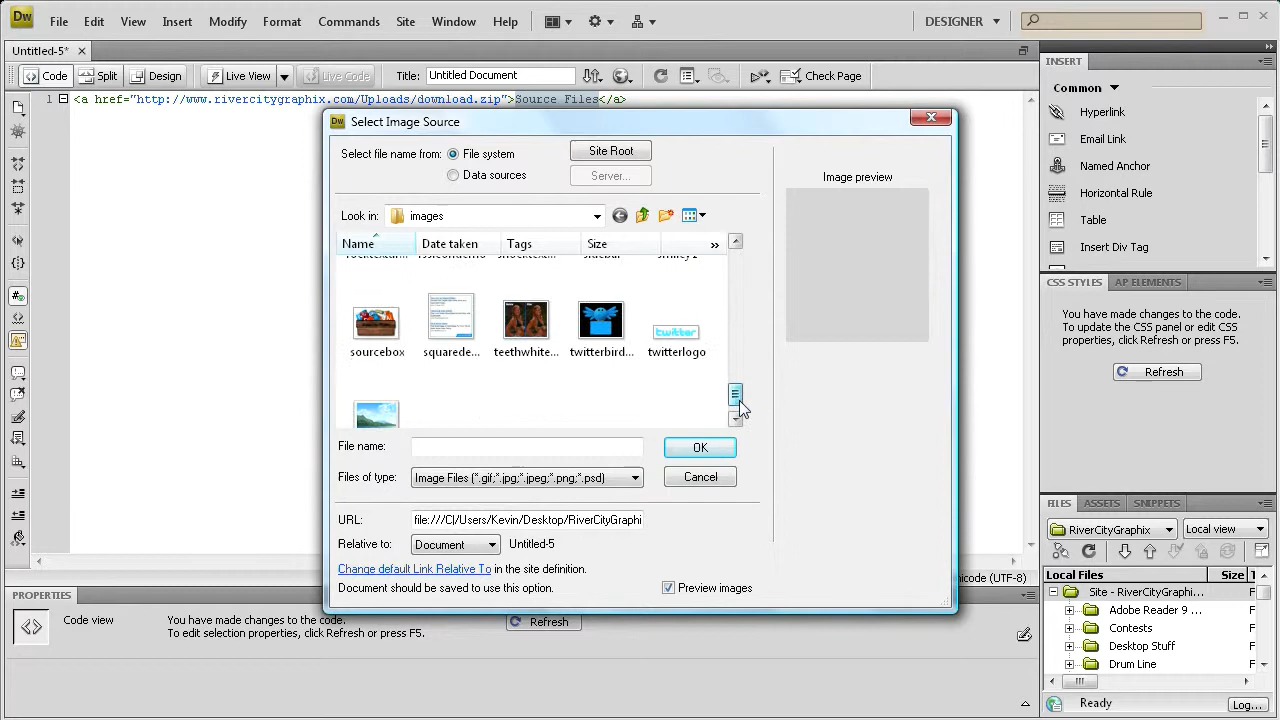 Dw File Edit View Insert Modify Format Commands Site Window Help DESIGNER
Untitled-5*
Code Split Design Live View Live Code Title: Untitled Document Check Page
1 <a href="http://www.rivercitygraphix.com/Uploads/download.zip">Source Files</a>
Dw Select Image Source
Select file name from: File system Site Root
Data sources Server...
Look in: images
Name Date taken Tags Size »
sourcebox squarede... teethwhite... twitterbird... twitterlogo
File name: OK
Files of type: Image Files (*.gif;*.jpg;*.jpeg;*.png;*.psd) Cancel
URL: file:///C|/Users/Kevin/Desktop/RiverCityGraphi
Relative to: Document Untitled-5
Change default Link Relative To in the site definition.
Document should be saved to use this option. Preview images
Image preview
INSERT
Common
Hyperlink
Email Link
Named Anchor
Horizontal Rule
Table
Insert Div Tag
CSS STYLES AP ELEMENTS
You have made changes to the code.
To update the CSS panel or edit CSS
properties, click Refresh or press F5.
Refresh
FILES ASSETS SNIPPETS
RiverCityGraphix Local view
Local Files Size T
Site - RiverCityGraphi... F
Adobe Reader 9 ... F
Contests F
Desktop Stuff F
Drum Line F
Ready Log...
nicode (UTF-8)
PROPERTIES
Code view You have made changes to the code.
To edit selection properties, click Refresh or press F5. Refresh